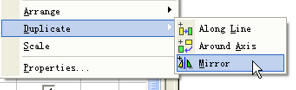 Arrange
Duplicate
Scale
Properties...
Along Line
Around Axis
Mirror